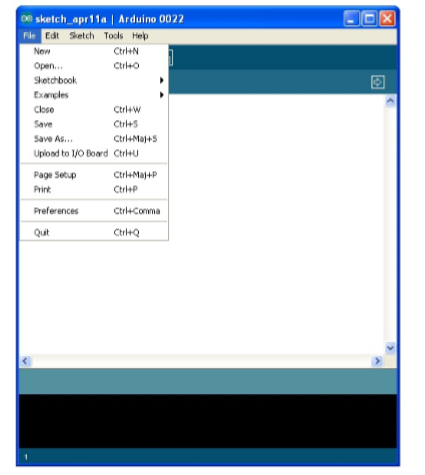 sketch_apr11a | Arduino 0022
File Edit Sketch Tools Help
New Ctrl+N
Open... Ctrl+O
Sketchbook
Examples
Close Ctrl+W
Save Ctrl+S
Save As... Ctrl+Maj+S
Upload to I/O Board Ctrl+U
Page Setup Ctrl+Maj+P
Print Ctrl+P
Preferences Ctrl+Comma
Quit Ctrl+Q
1